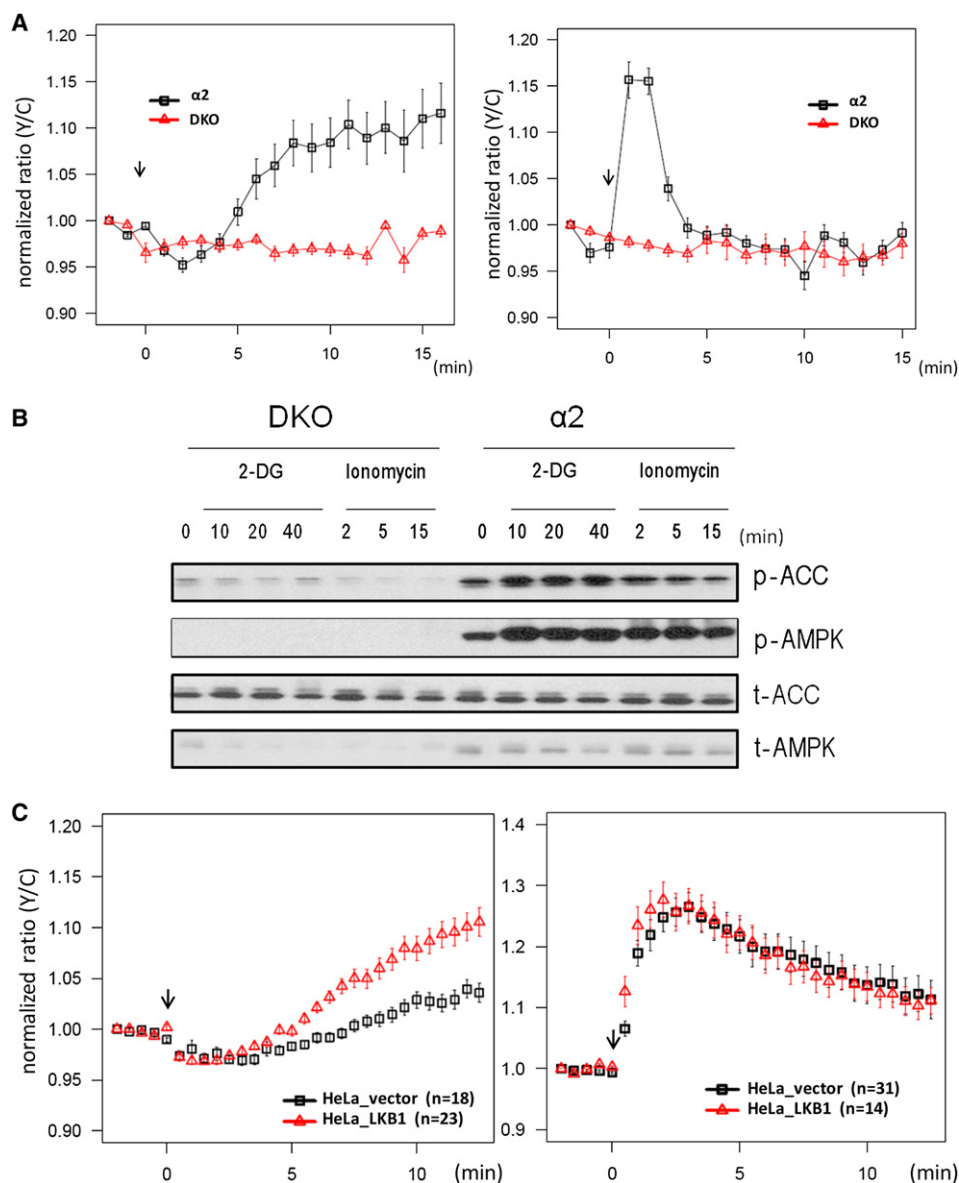 A
normalized ratio (Y/C)
1.20
1.15
1.10
1.05
1.00
0.95
0.90
α2
DKO
0 5 10 15 (min)
normalized ratio (Y/C)
1.20
1.15
1.10
1.05
1.00
0.95
0.90
α2
DKO
0 5 10 15 (min)
B
DKO α2
2-DG Ionomycin 2-DG Ionomycin
0 10 20 40 2 5 15 0 10 20 40 2 5 15 (min)
p-ACC
p-AMPK
t-ACC
t-AMPK
C
normalized ratio (Y/C)
1.20
1.15
1.10
1.05
1.00
0.95
0.90
HeLa_vector (n=18)
HeLa_LKB1 (n=23)
0 5 10 (min)
1.4
1.3
1.2
1.1
1.0
0.9
HeLa_vector (n=31)
HeLa_LKB1 (n=14)
0 5 10 (min)